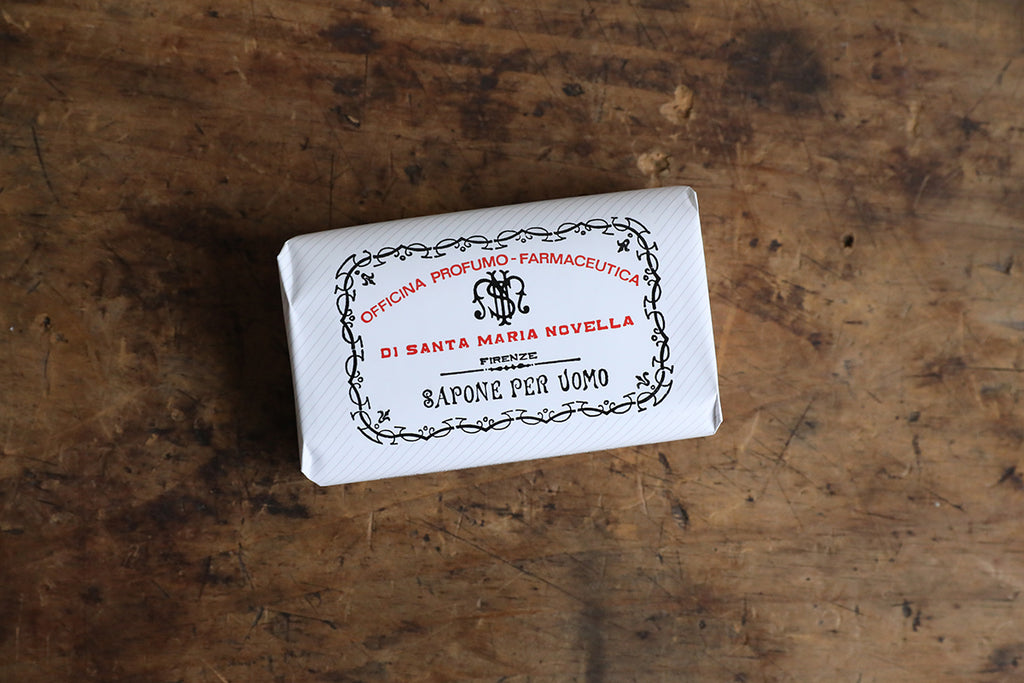 OFFICINA PROFUMO-FARMACEUTICA
DI SANTA MARIA NOVELLA
FIRENZE
SAPONE PER UOMO